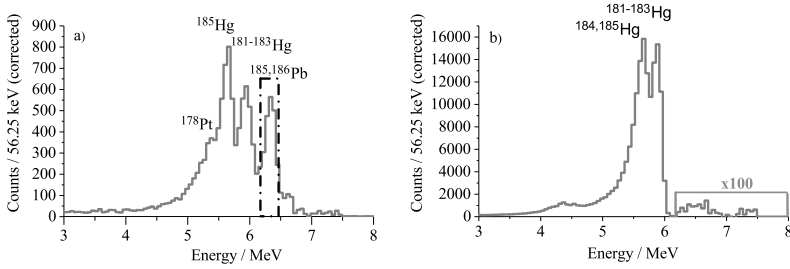 a)
¹⁸⁵Hg
¹⁸¹⁻¹⁸³Hg
¹⁸⁵,¹⁸⁶Pb
¹⁷⁸Pt
Counts / 56.25 keV (corrected)
900
800
700
600
500
400
300
200
100
0
3 4 5 6 7 8
Energy / MeV
b)
¹⁸¹⁻¹⁸³Hg
¹⁸⁴,¹⁸⁵Hg
x100
Counts / 56.25 keV (corrected)
16000
14000
12000
10000
8000
6000
4000
2000
0
3 4 5 6 7 8
Energy / MeV